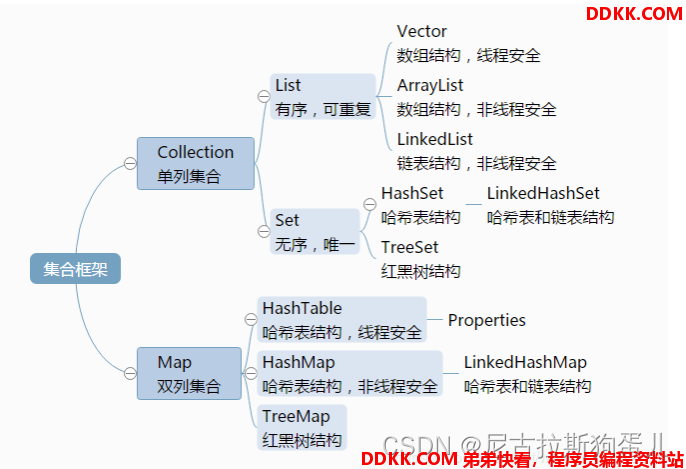 DDKK.COM
Vector
数组结构，线程安全
List
有序，可重复
ArrayList
数组结构，非线程安全
LinkedList
链表结构，非线程安全
Collection
单列集合
HashSet
哈希表结构
LinkedHashSet
哈希表和链表结构
Set
无序，唯一
TreeSet
红黑树结构
集合框架
HashTable
哈希表结构，线程安全
Properties
Map
双列集合
HashMap
哈希表结构，非线程安全
LinkedHashMap
哈希表和链表结构
TreeMap
红黑树结构
CSDN @尼古拉斯狗蛋儿
DDKK.COM 弟弟快看，程序员编程资料站